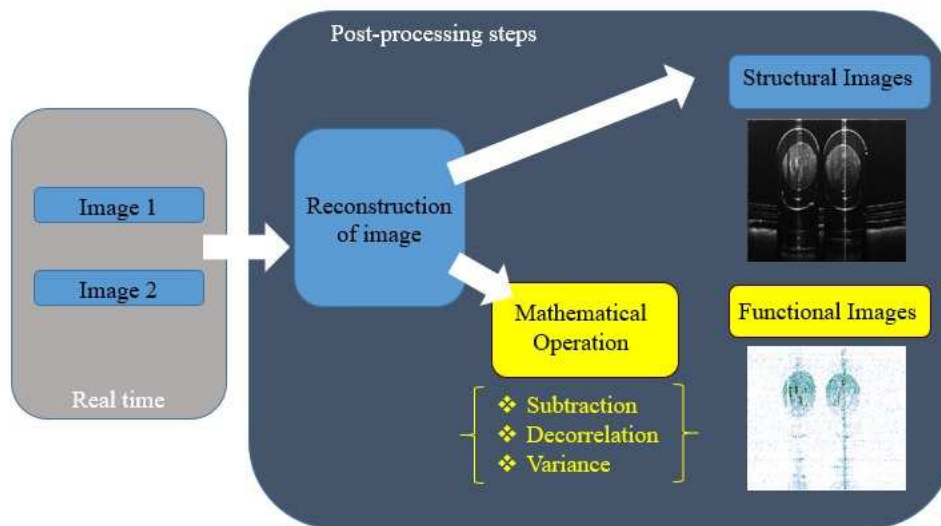 Post-processing steps
Structural Images
Image 1
Image 2
Real time
Reconstruction
of image
Mathematical
Operation
❖ Subtraction
❖ Decorrelation
❖ Variance
Functional Images